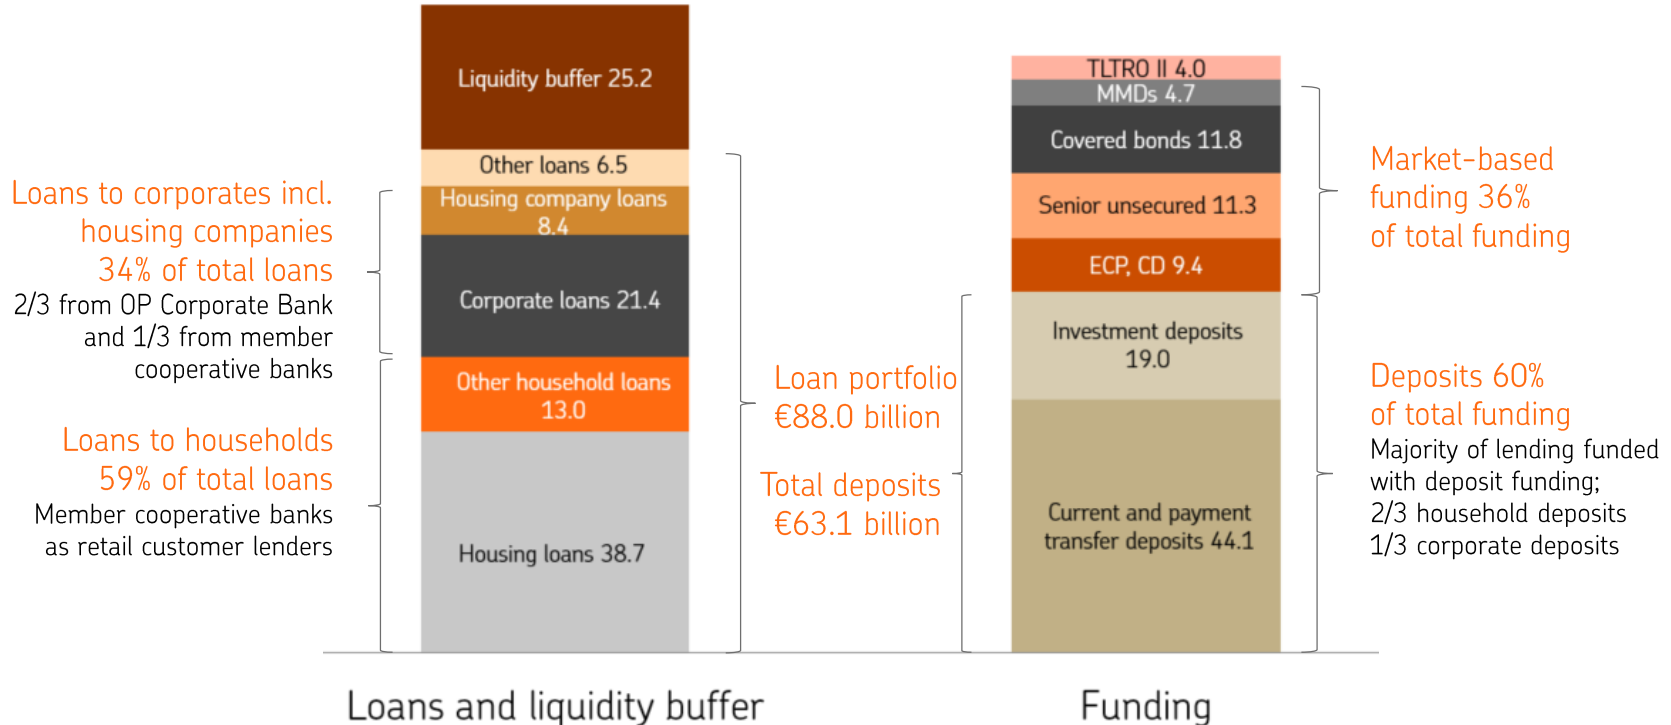 Liquidity buffer 25.2
Other loans 6.5
Housing company loans
8.4
Corporate loans 21.4
Other household loans
13.0
Housing loans 38.7
Loans to corporates incl.
housing companies
34% of total loans
2/3 from OP Corporate Bank
and 1/3 from member
cooperative banks
Loans to households
59% of total loans
Member cooperative banks
as retail customer lenders
Loan portfolio
€88.0 billion
Total deposits
€63.1 billion
TLTRO II 4.0
MMDs 4.7
Covered bonds 11.8
Senior unsecured 11.3
ECP, CD 9.4
Investment deposits
19.0
Current and payment
transfer deposits 44.1
Market-based
funding 36%
of total funding
Deposits 60%
of total funding
Majority of lending funded
with deposit funding;
2/3 household deposits
1/3 corporate deposits
Loans and liquidity buffer
Funding